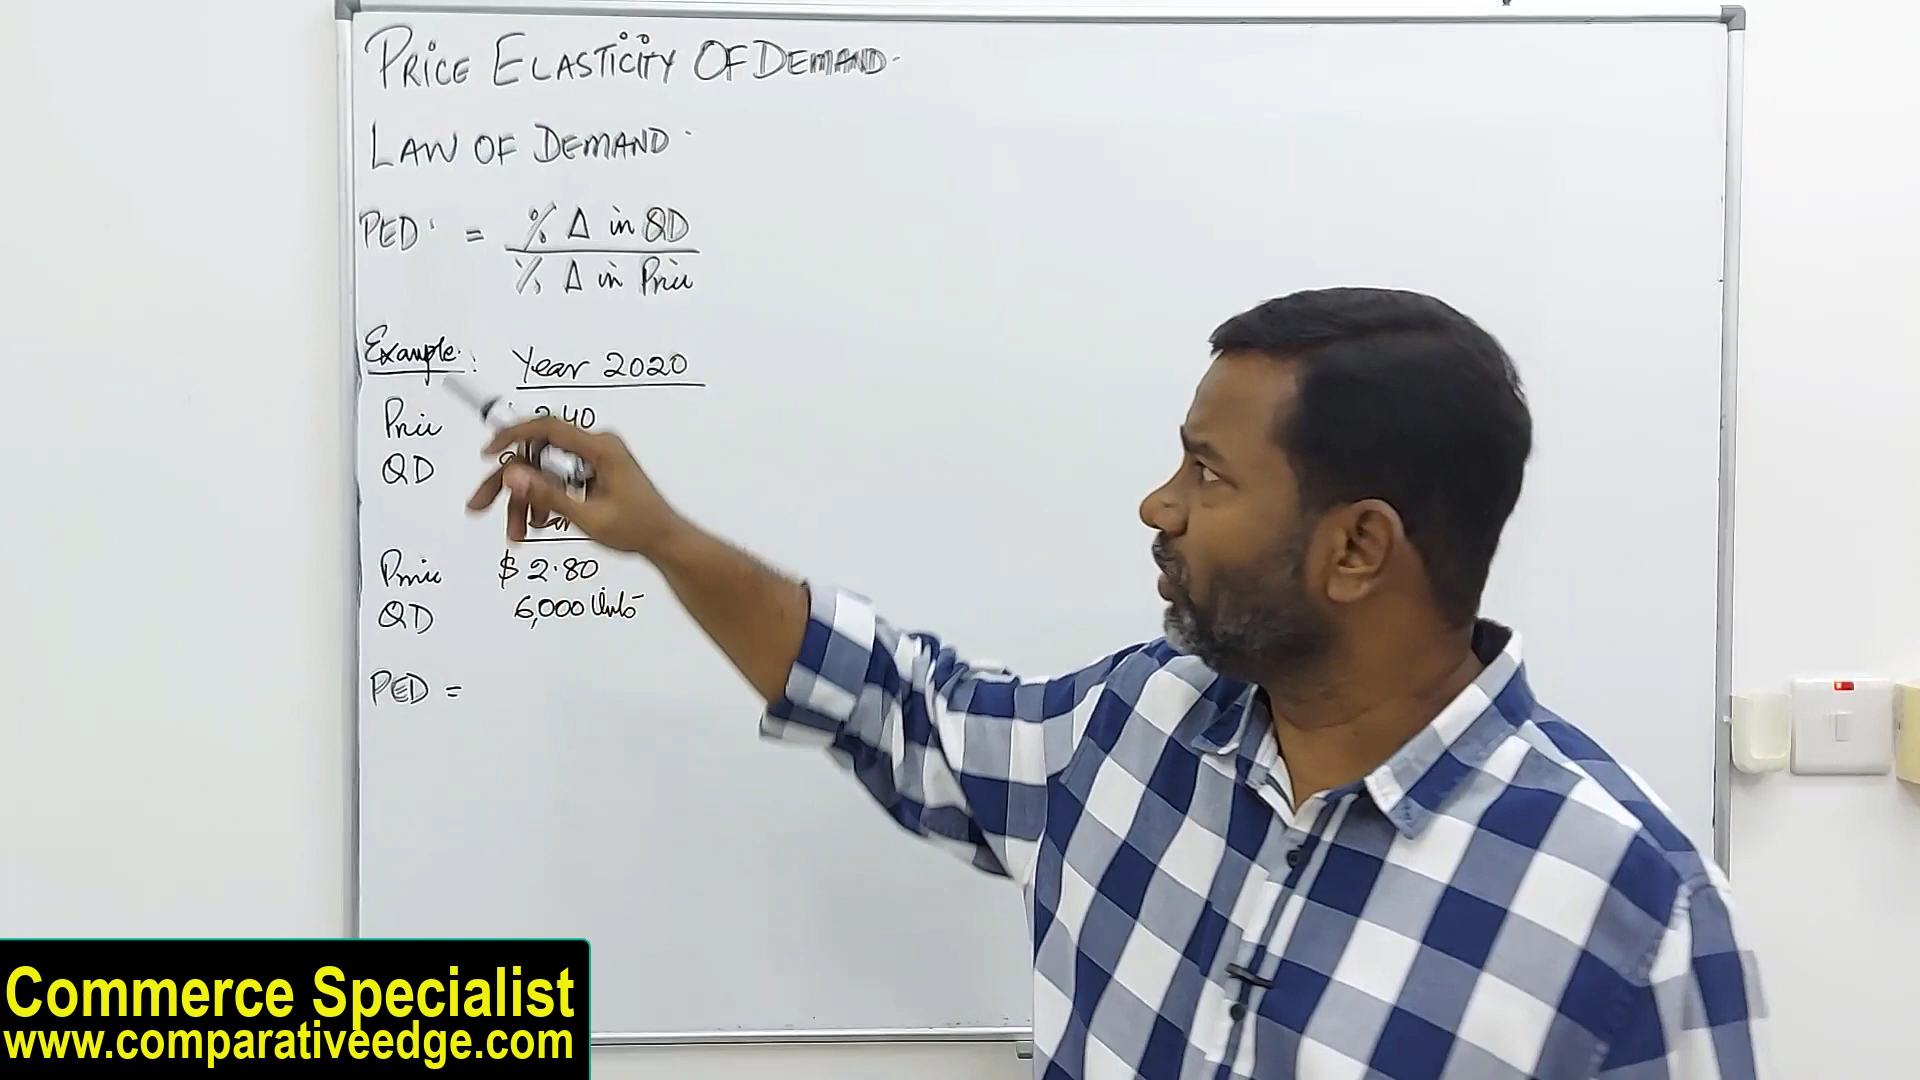 PRICE ELASTICITY OF DEMAND.
LAW OF DEMAND.
PED = % Δ in QD
% Δ in Price
Example: Year 2020
Price 2.40
QD
Price $ 2.80
QD 6,000 Units
PED =
Commerce Specialist
www.comparativeedge.com